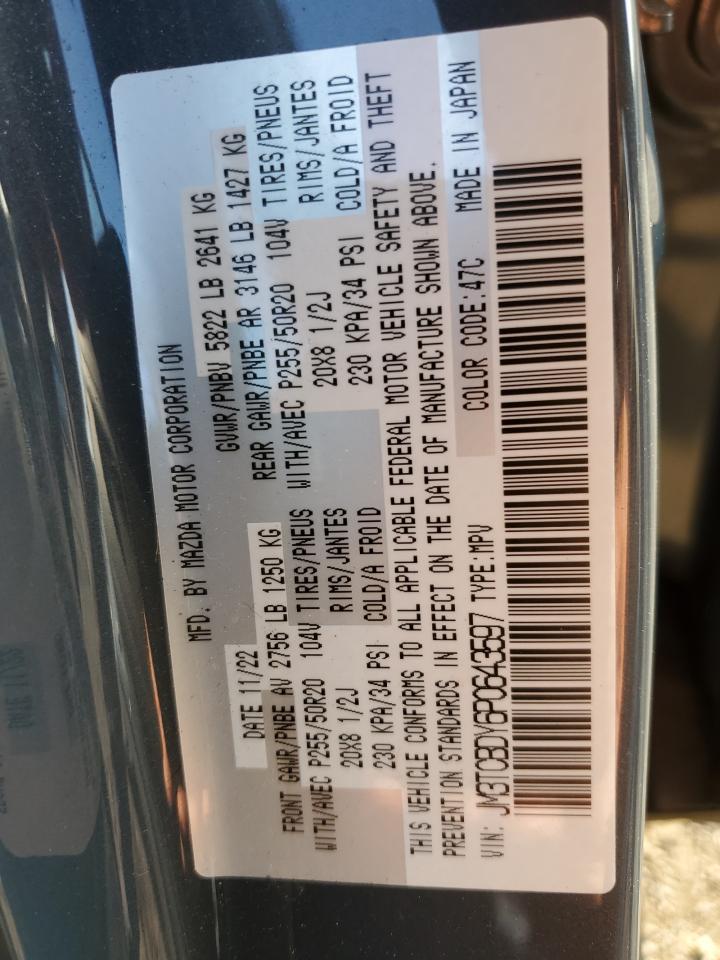 MFD. BY MAZDA MOTOR CORPORATION
DATE 11/22 GVWR/PNBV 5822 LB 2641 KG
FRONT GAWR/PNBE AV 2756 LB 1250 KG REAR GAWR/PNBE AR 3146 LB 1427 KG
WITH/AVEC P255/50R20 104V TIRES/PNEUS WITH/AVEC P255/50R20 104V TIRES/PNEUS
20X8 1/2J RIMS/JANTES 20X8 1/2J RIMS/JANTES
230 KPA/34 PSI COLD/A FROID 230 KPA/34 PSI COLD/A FROID
THIS VEHICLE CONFORMS TO ALL APPLICABLE FEDERAL MOTOR VEHICLE SAFETY AND THEFT
PREVENTION STANDARDS IN EFFECT ON THE DATE OF MANUFACTURE SHOWN ABOVE.
COLOR CODE:47C MADE IN JAPAN
VIN: JM3TCBDY6P0643597 TYPE:MPV